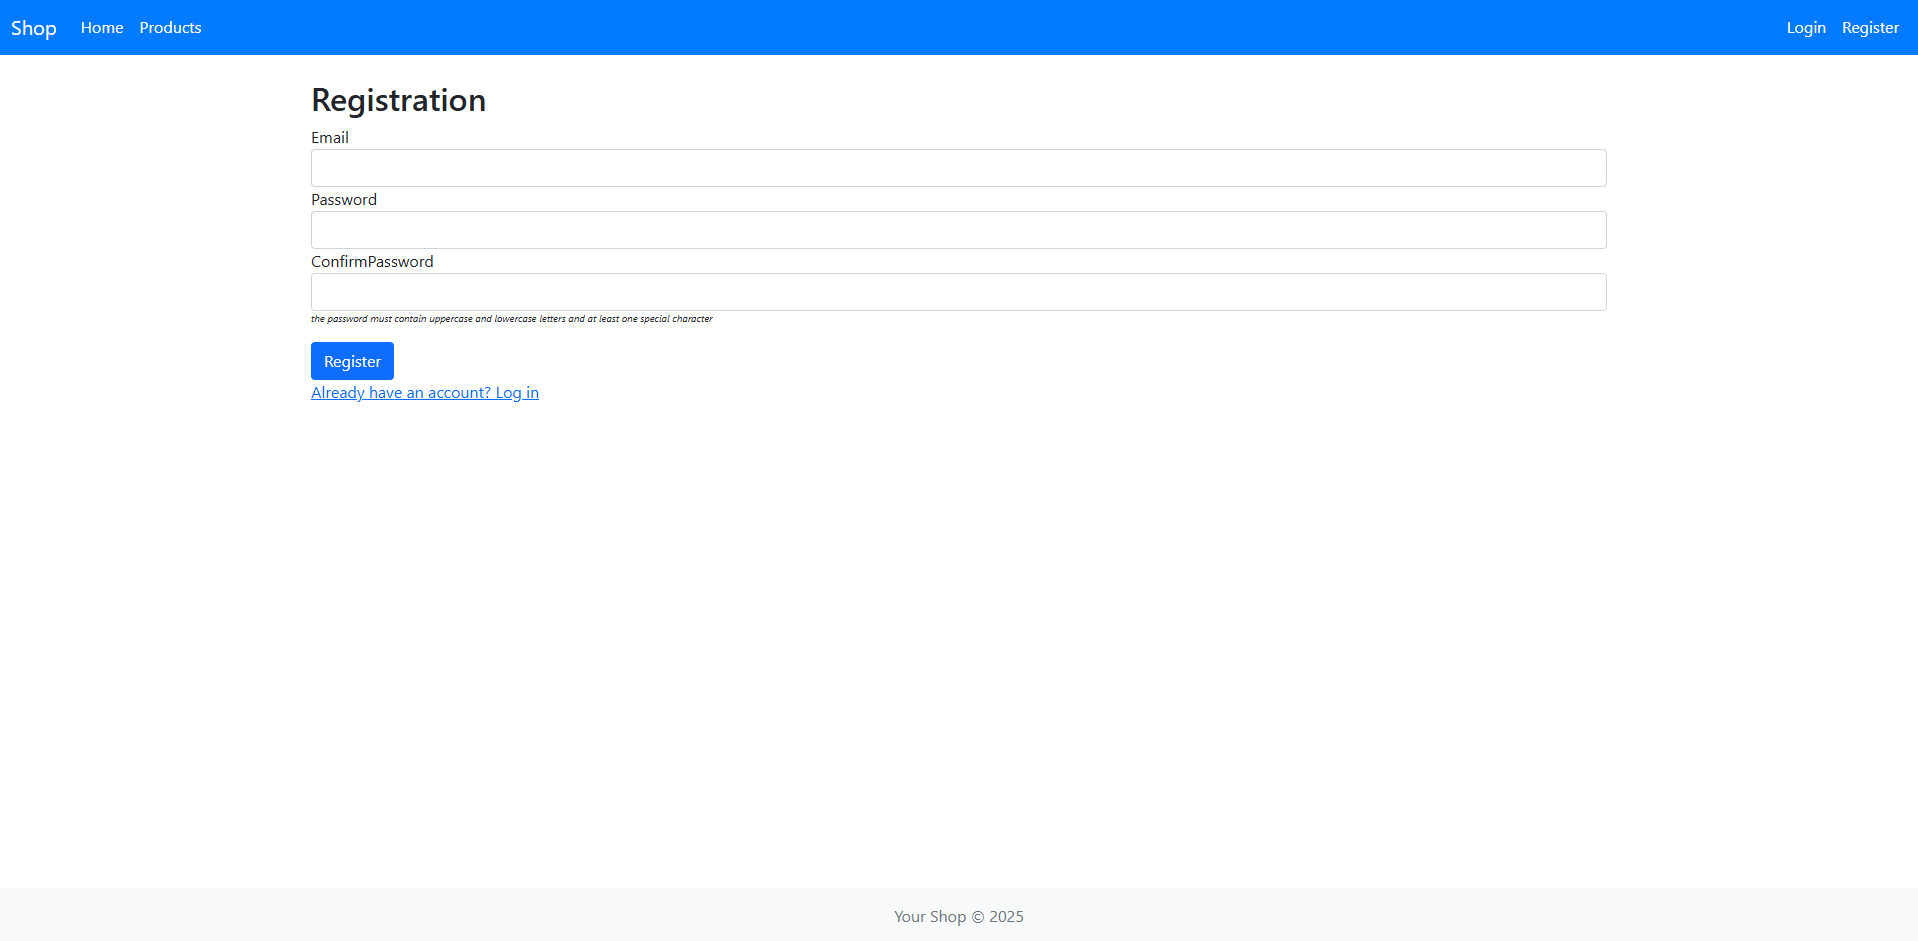 Shop Home Products Login Register
Registration
Email
Password
ConfirmPassword
the password must contain uppercase and lowercase letters and at least one special character
Register
Already have an account? Log in
Your Shop © 2025